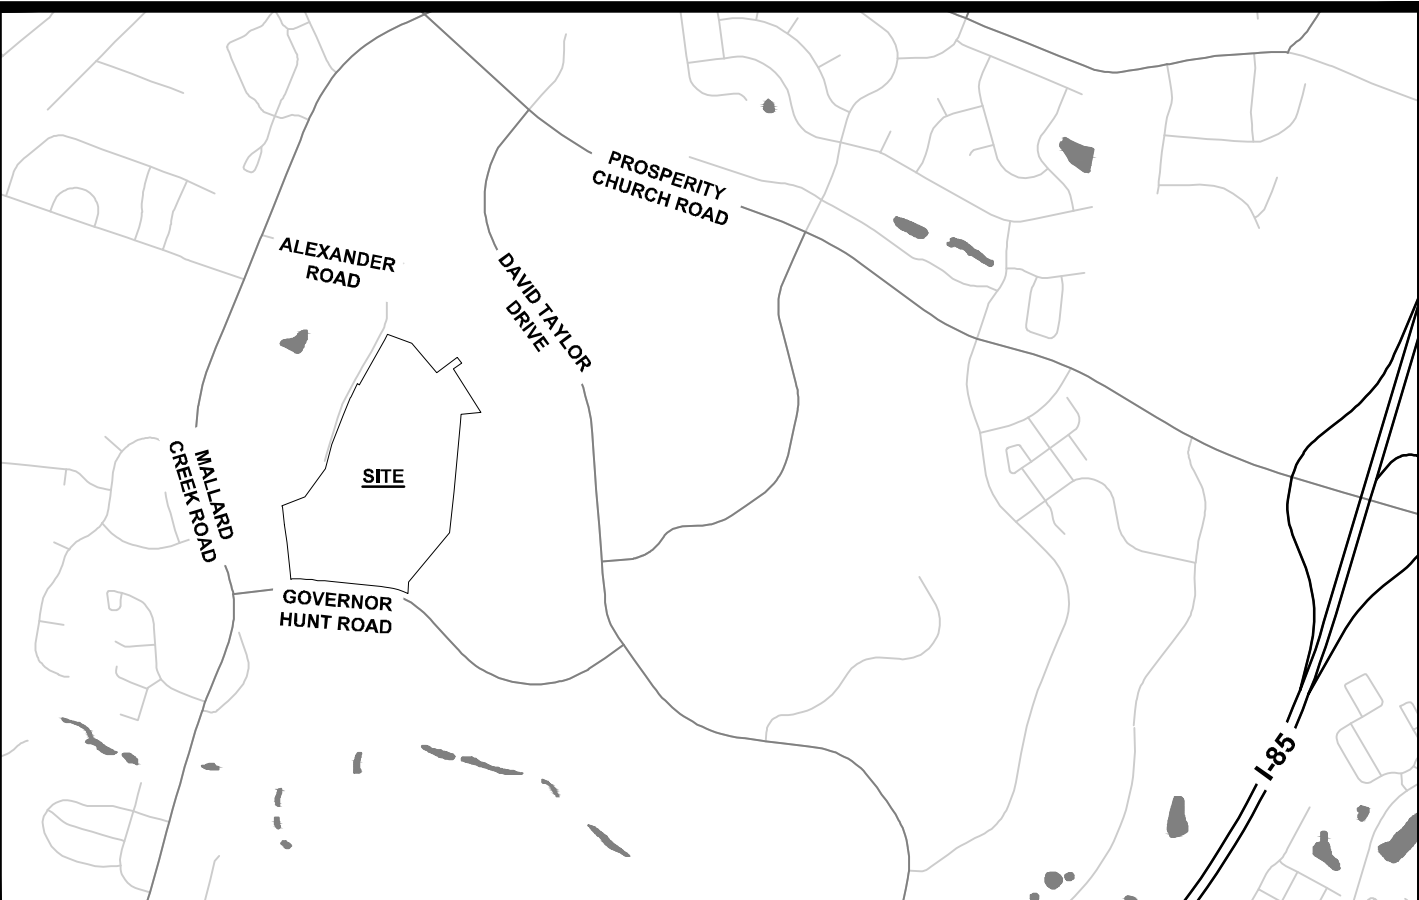 PROSPERITY
CHURCH ROAD
ALEXANDER
ROAD
DAVID TAYLOR
DRIVE
MALLARD
CREEK ROAD
SITE
GOVERNOR
HUNT ROAD
I-85